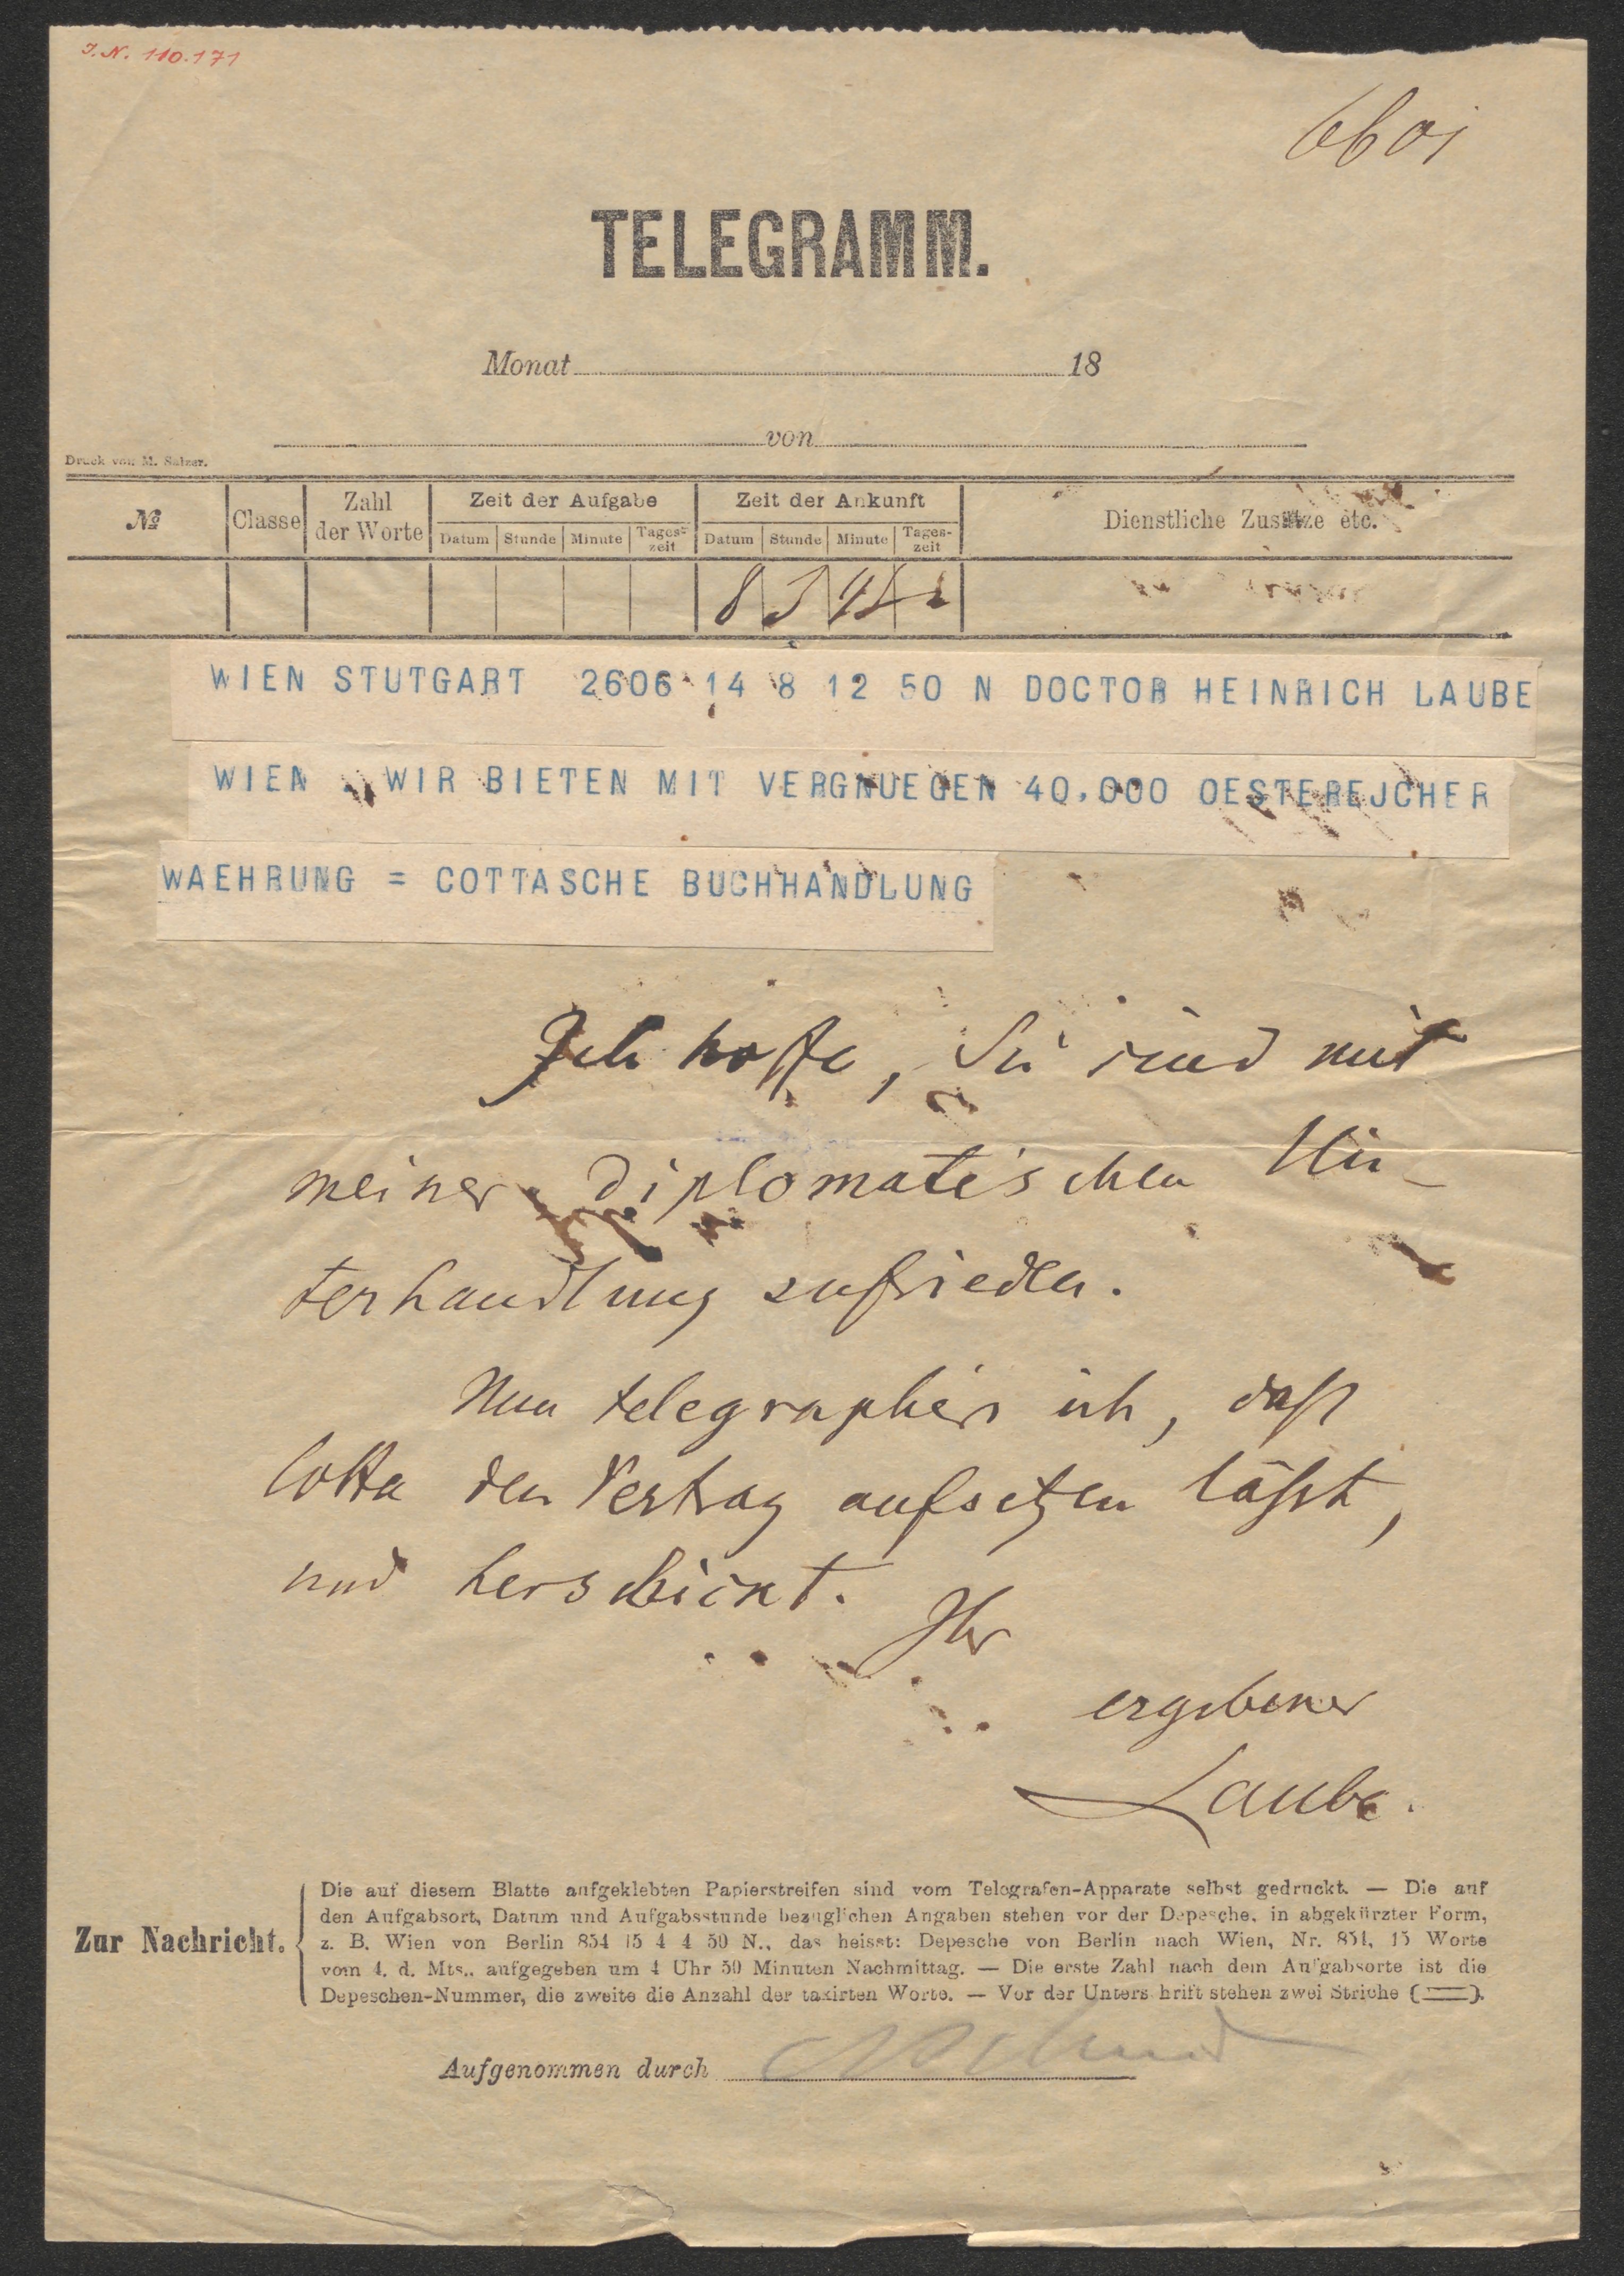 J.N. 110.171
6601
TELEGRAMM.
Monat 18
von
Druck von M. Salzer.
No Classe Zahl der Worte Zeit der Aufgabe Zeit der Ankunft Dienstliche Zusätze etc.
Datum Stunde Minute Tages-zeit Datum Stunde Minute Tages-zeit
8
WIEN STUTGART 2606 14 8 12 50 N DOCTOR HEINRICH LAUBE
WIEN WIR BIETEN MIT VERGNUEGEN 40.000 OESTEREJCHER
WAEHRUNG = COTTASCHE BUCHHANDLUNG
Ich hoffe, Sie sind mit
meiner diplomatischen Un-
terhandlung zufrieden.
Nun telegraphire ich, daß
Cotta den Vertrag aufsetzen läßt,
und herschickt.
Ihr
ergebener
Laube.
Zur Nachricht.
Die auf diesem Blatte aufgeklebten Papierstreifen sind vom Telegrafen-Apparate selbst gedruckt. — Die auf
den Aufgabsort, Datum und Aufgabsstunde bezüglichen Angaben stehen vor der Depesche, in abgekürzter Form,
z. B. Wien von Berlin 854 15 4 4 50 N., das heisst: Depesche von Berlin nach Wien, Nr. 854, 15 Worte
vom 4. d. Mts., aufgegeben um 4 Uhr 50 Minuten Nachmittag. — Die erste Zahl nach dem Aufgabsorte ist die
Depeschen-Nummer, die zweite die Anzahl der taxirten Worte. — Vor der Unterschrift stehen zwei Striche (=).
Aufgenommen durch